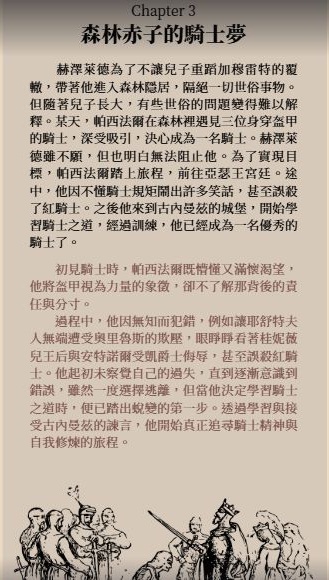 Chapter 3
森林赤子的騎士夢
赫澤萊德為了不讓兒子重蹈加穆雷特的覆
轍，帶著他進入森林隱居，隔絕一切世俗事物。
但隨著兒子長大，有些世俗的問題變得難以解
釋。某天，帕西法爾在森林裡遇見三位身穿盔甲
的騎士，深受吸引，決心成為一名騎士。赫澤萊
德雖不願，但也明白無法阻止他。為了實現目
標，帕西法爾踏上旅程，前往亞瑟王宮廷。途
中，他因不懂騎士規矩鬧出許多笑話，甚至誤殺
了紅騎士。之後他來到古內曼茲的城堡，開始學
習騎士之道，經過訓練，他已經成為一名優秀的
騎士了。
初見騎士時，帕西法爾既懵懂又滿懷渴望，
他將盔甲視為力量的象徵，卻不了解那背後的責
任與分寸。
過程中，他因無知而犯錯，例如讓耶舒特夫
人無端遭受奧里魯斯的欺壓，眼睜睜看著桂妮薇
兒王后與安特諾爾受凱爵士侮辱，甚至誤殺紅騎
士。他起初未察覺自己的過失，直到逐漸意識到
錯誤，雖然一度選擇逃離，但當他決定學習騎士
之道時，便已踏出蛻變的第一步。透過學習與接
受古內曼茲的諫言，他開始真正追尋騎士精神與
自我修煉的旅程。